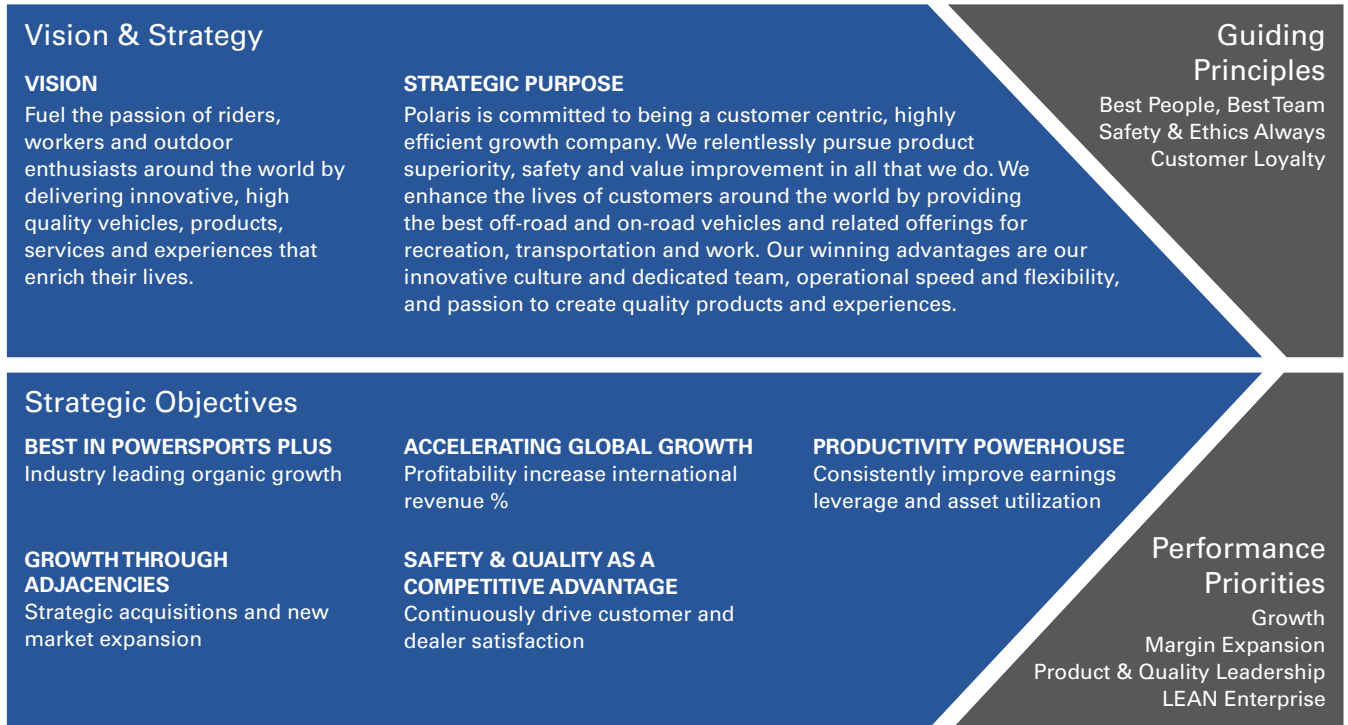 Vision & Strategy
VISION
Fuel the passion of riders,
workers and outdoor
enthusiasts around the world by
delivering innovative, high
quality vehicles, products,
services and experiences that
enrich their lives.
STRATEGIC PURPOSE
Polaris is committed to being a customer centric, highly
efficient growth company. We relentlessly pursue product
superiority, safety and value improvement in all that we do. We
enhance the lives of customers around the world by providing
the best off-road and on-road vehicles and related offerings for
recreation, transportation and work. Our winning advantages are our
innovative culture and dedicated team, operational speed and flexibility,
and passion to create quality products and experiences.
Guiding
Principles
Best People, Best Team
Safety & Ethics Always
Customer Loyalty
Strategic Objectives
BEST IN POWERSPORTS PLUS
Industry leading organic growth
ACCELERATING GLOBAL GROWTH
Profitability increase international
revenue %
PRODUCTIVITY POWERHOUSE
Consistently improve earnings
leverage and asset utilization
GROWTH THROUGH
ADJACENCIES
Strategic acquisitions and new
market expansion
SAFETY & QUALITY AS A
COMPETITIVE ADVANTAGE
Continuously drive customer and
dealer satisfaction
Performance
Priorities
Growth
Margin Expansion
Product & Quality Leadership
LEAN Enterprise